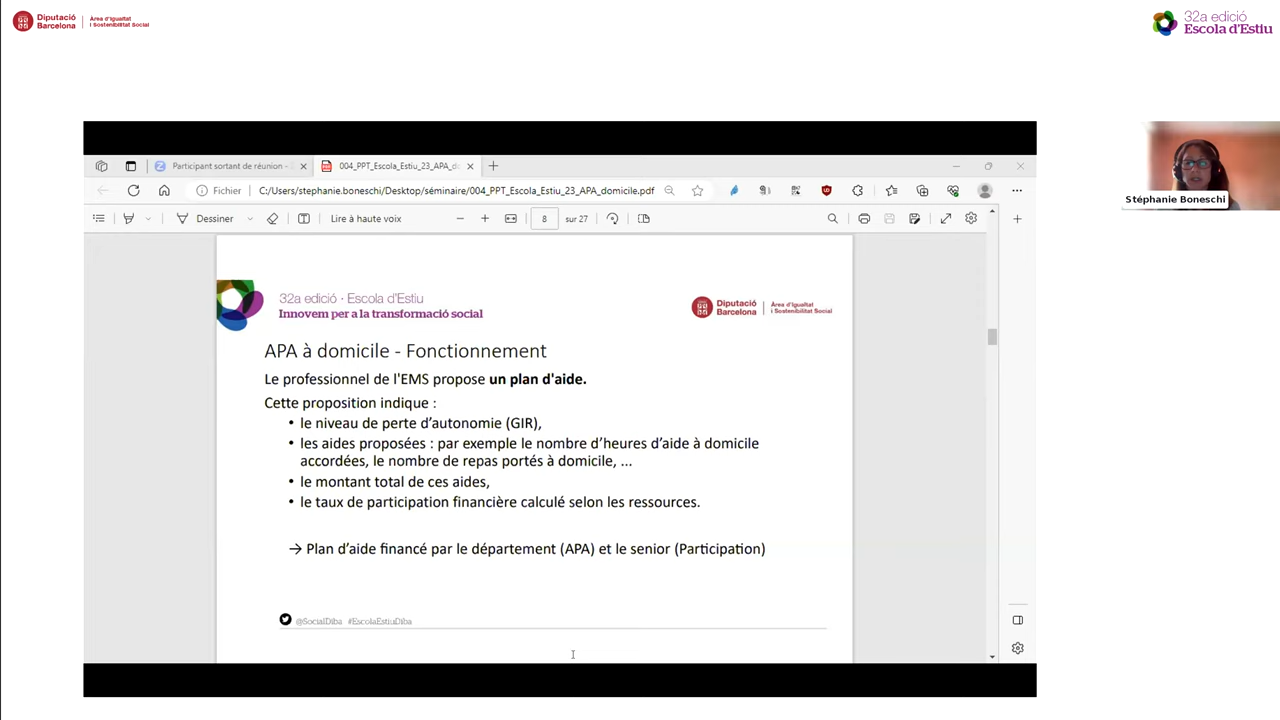 Diputació
Barcelona
Àrea d'Igualtat
i Sostenibilitat Social
32a edició
Escola d'Estiu
Participant sortant de réunion -
004_PPT_Escola_Estiu_23_APA_do
Fichier
C:/Users/stephanie.boneschi/Desktop/séminaire/004_PPT_Escola_Estiu_23_APA_domicile.pdf
Dessiner
Lire à haute voix
8
sur 27
Stéphanie Boneschi
32a edició · Escola d'Estiu
Innovem per a la transformació social
Diputació
Barcelona
Àrea d'Igualtat
i Sostenibilitat Social
APA à domicile - Fonctionnement
Le professionnel de l'EMS propose un plan d'aide.
Cette proposition indique :
• le niveau de perte d’autonomie (GIR),
• les aides proposées : par exemple le nombre d’heures d’aide à domicile
accordées, le nombre de repas portés à domicile, ...
• le montant total de ces aides,
• le taux de participation financière calculé selon les ressources.
→ Plan d’aide financé par le département (APA) et le senior (Participation)
@SocialDiba #EscolaEstiuDiba